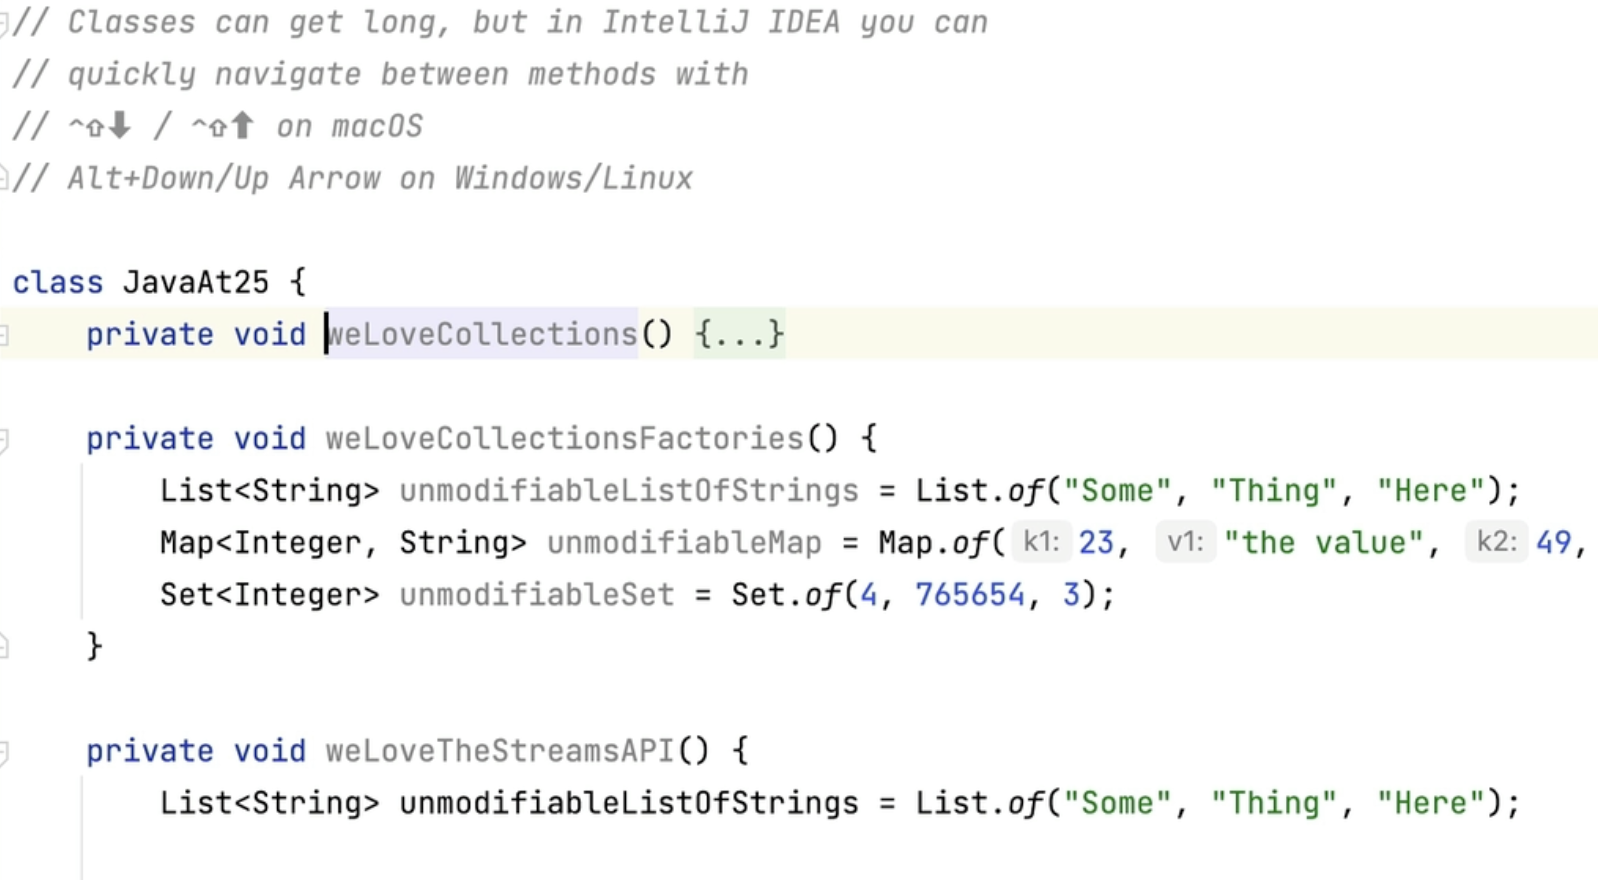 // Classes can get long, but in IntelliJ IDEA you can
// quickly navigate between methods with
// ^⇧⬇ / ^⇧⬆ on macOS
// Alt+Down/Up Arrow on Windows/Linux
class JavaAt25 {
private void weLoveCollections() {...}
private void weLoveCollectionsFactories() {
List<String> unmodifiableListOfStrings = List.of("Some", "Thing", "Here");
Map<Integer, String> unmodifiableMap = Map.of( k1: 23, v1: "the value", k2: 49,
Set<Integer> unmodifiableSet = Set.of(4, 765654, 3);
}
private void weLoveTheStreamsAPI() {
List<String> unmodifiableListOfStrings = List.of("Some", "Thing", "Here");